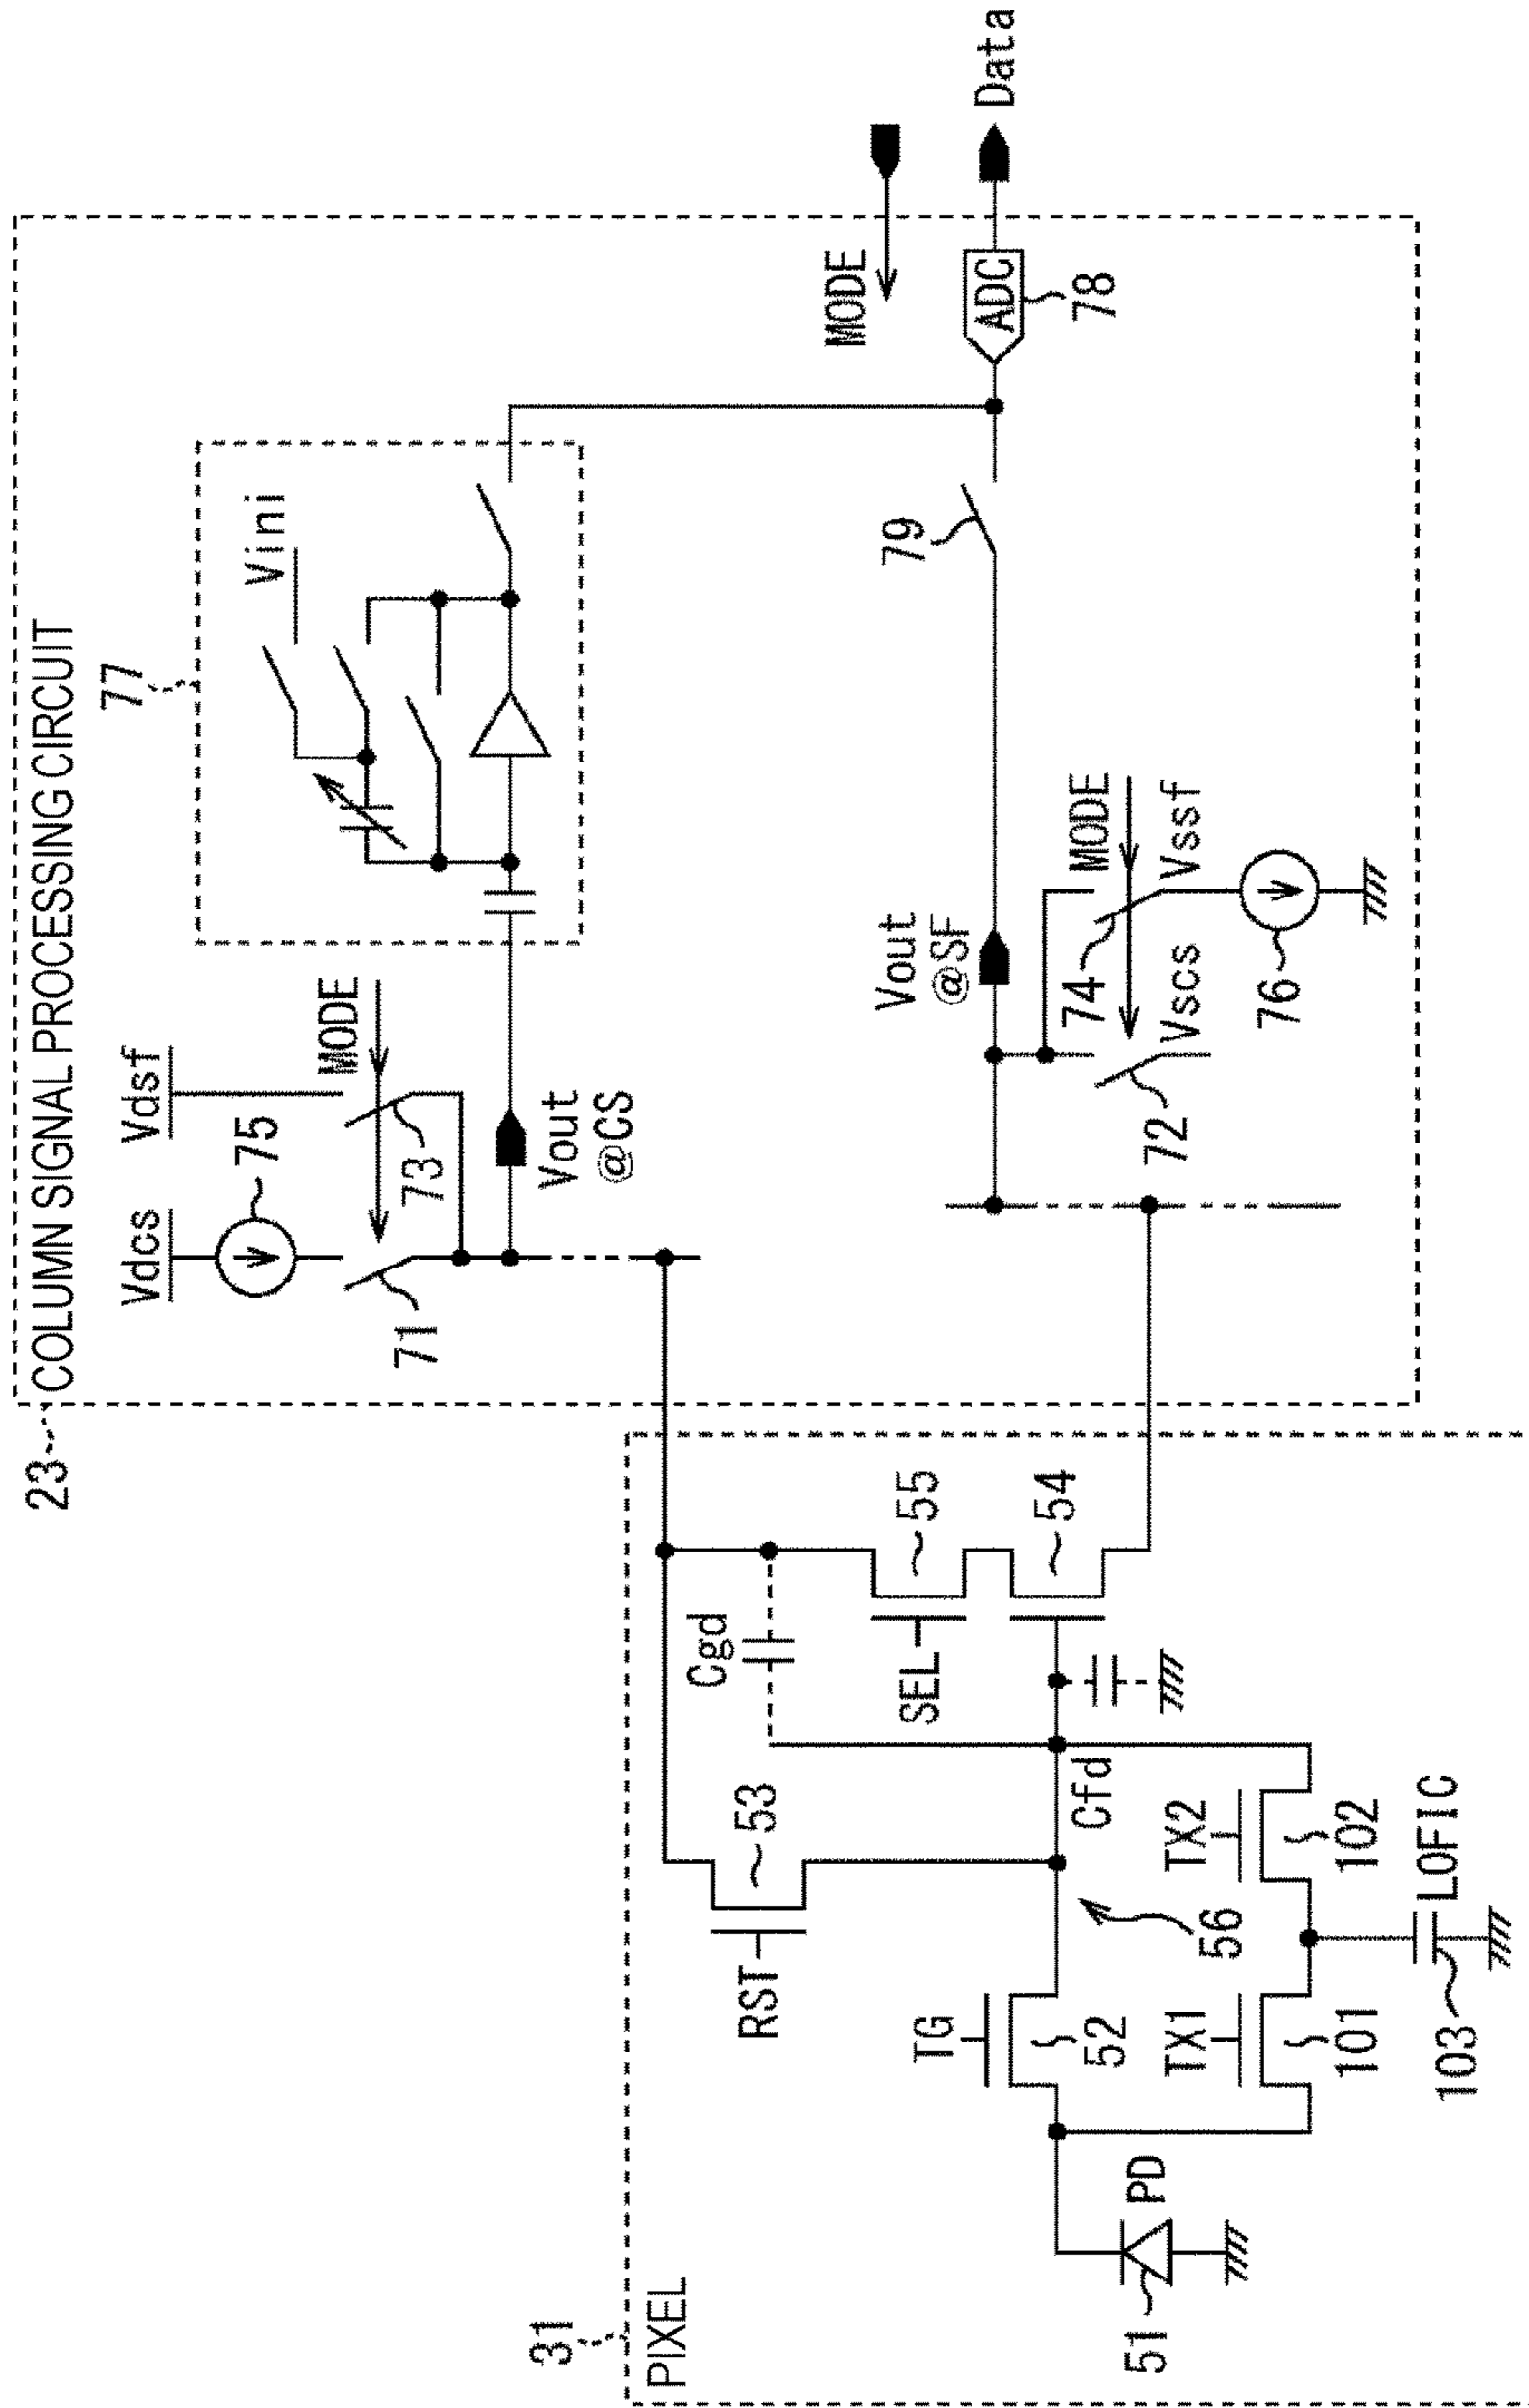 23
COLUMN SIGNAL PROCESSING CIRCUIT
Vdcs
Vdsf
75
MODE
71
73
77
Vini
Vout
@CS
MODE
ADC
78
Data
79
Vout
@SF
MODE
74
Vscs
Vssf
72
76
31
PIXEL
RST
53
Cgd
SEL
55
54
TG
52
Cfd
56
PD
51
TX1
101
TX2
102
LOFIC
103